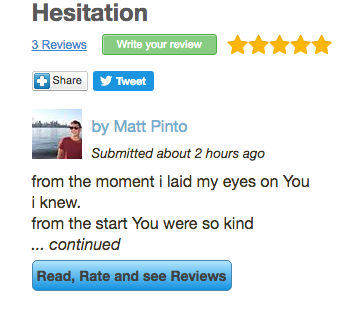 Hesitation
3 Reviews Write your review
Share Tweet
by Matt Pinto
Submitted about 2 hours ago
from the moment i laid my eyes on You
i knew.
from the start You were so kind
... continued
Read, Rate and see Reviews